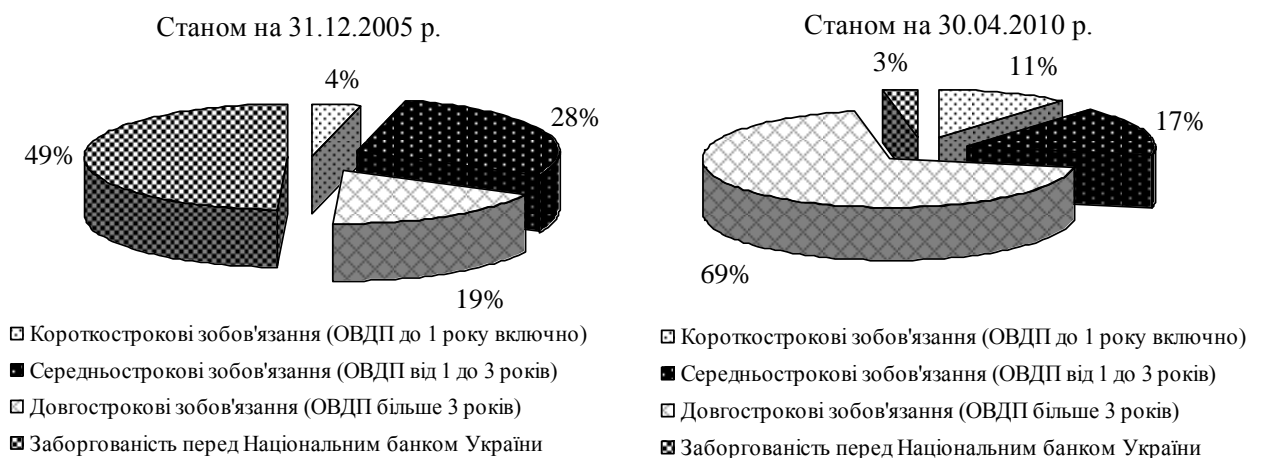 Станом на 31.12.2005 р.
4%
28%
49%
19%
Короткострокові зобов'язання (ОВДП до 1 року включно)
Середньострокові зобов'язання (ОВДП від 1 до 3 років)
Довгострокові зобов'язання (ОВДП більше 3 років)
Заборгованість перед Національним банком України
Станом на 30.04.2010 р.
3%
11%
17%
69%
Короткострокові зобов'язання (ОВДП до 1 року включно)
Середньострокові зобов'язання (ОВДП від 1 до 3 років)
Довгострокові зобов'язання (ОВДП більше 3 років)
Заборгованість перед Національним банком України